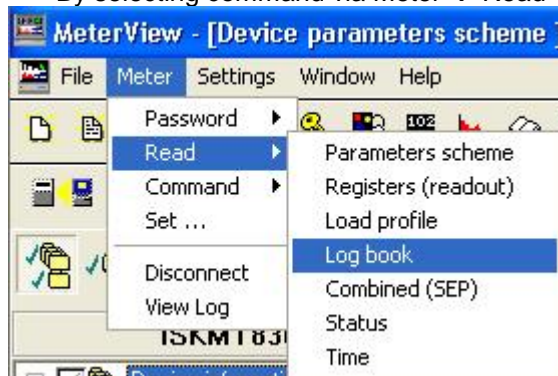 By selecting command via Meter Read
MeterView - [Device parameters scheme
File Meter Settings Window Help
Password
Read
Command
Set ...
Disconnect
View Log
Parameters scheme
Registers (readout)
Load profile
Log book
Combined (SEP)
Status
Time
102